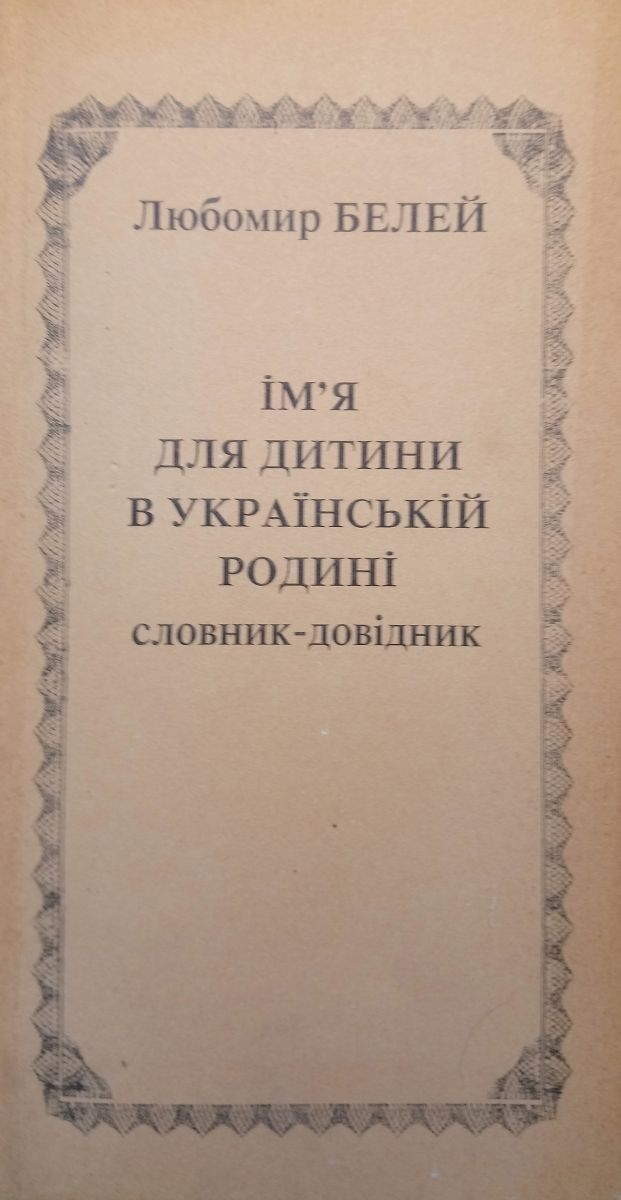 Любомир БЕЛЕЙ
ІМ’Я
ДЛЯ ДИТИНИ
В УКРАЇНСЬКІЙ
РОДИНІ
словник-довідник